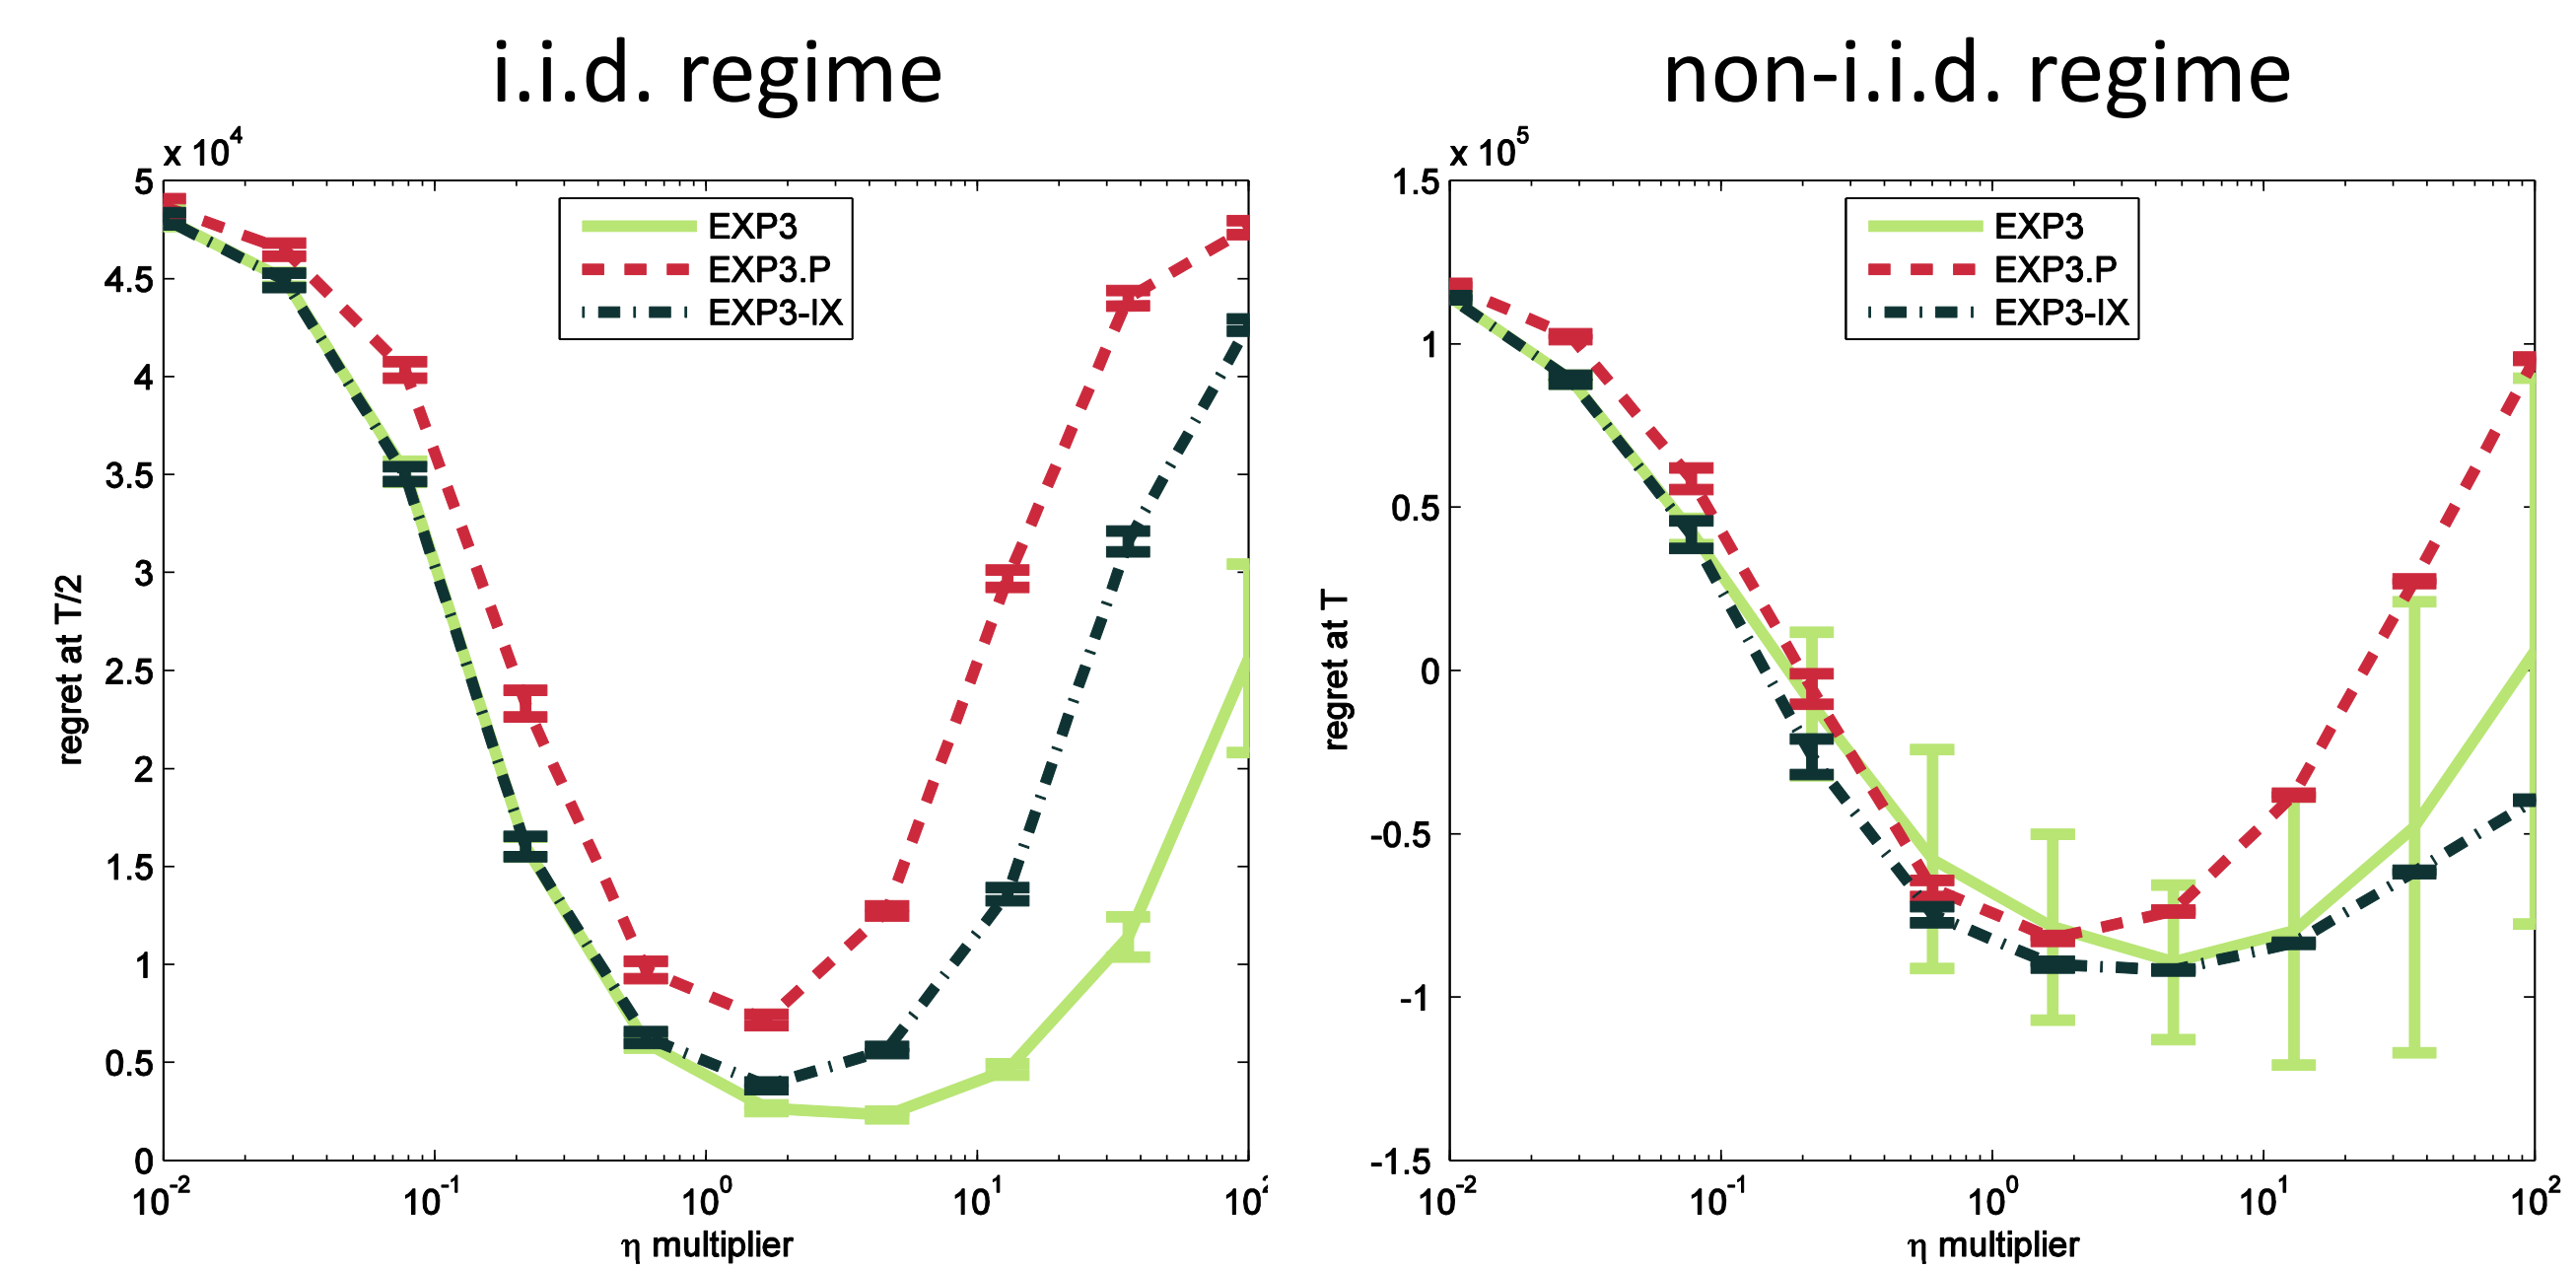 i.i.d. regime
x 10^4
5
4.5
4
3.5
3
2.5
2
1.5
1
0.5
0
regret at T/2
EXP3
EXP3.P
EXP3-IX
10^-2
10^-1
10^0
10^1
10^2
η multiplier
non-i.i.d. regime
x 10^5
1.5
1
0.5
0
-0.5
-1
-1.5
regret at T
EXP3
EXP3.P
EXP3-IX
10^-2
10^-1
10^0
10^1
10^2
η multiplier